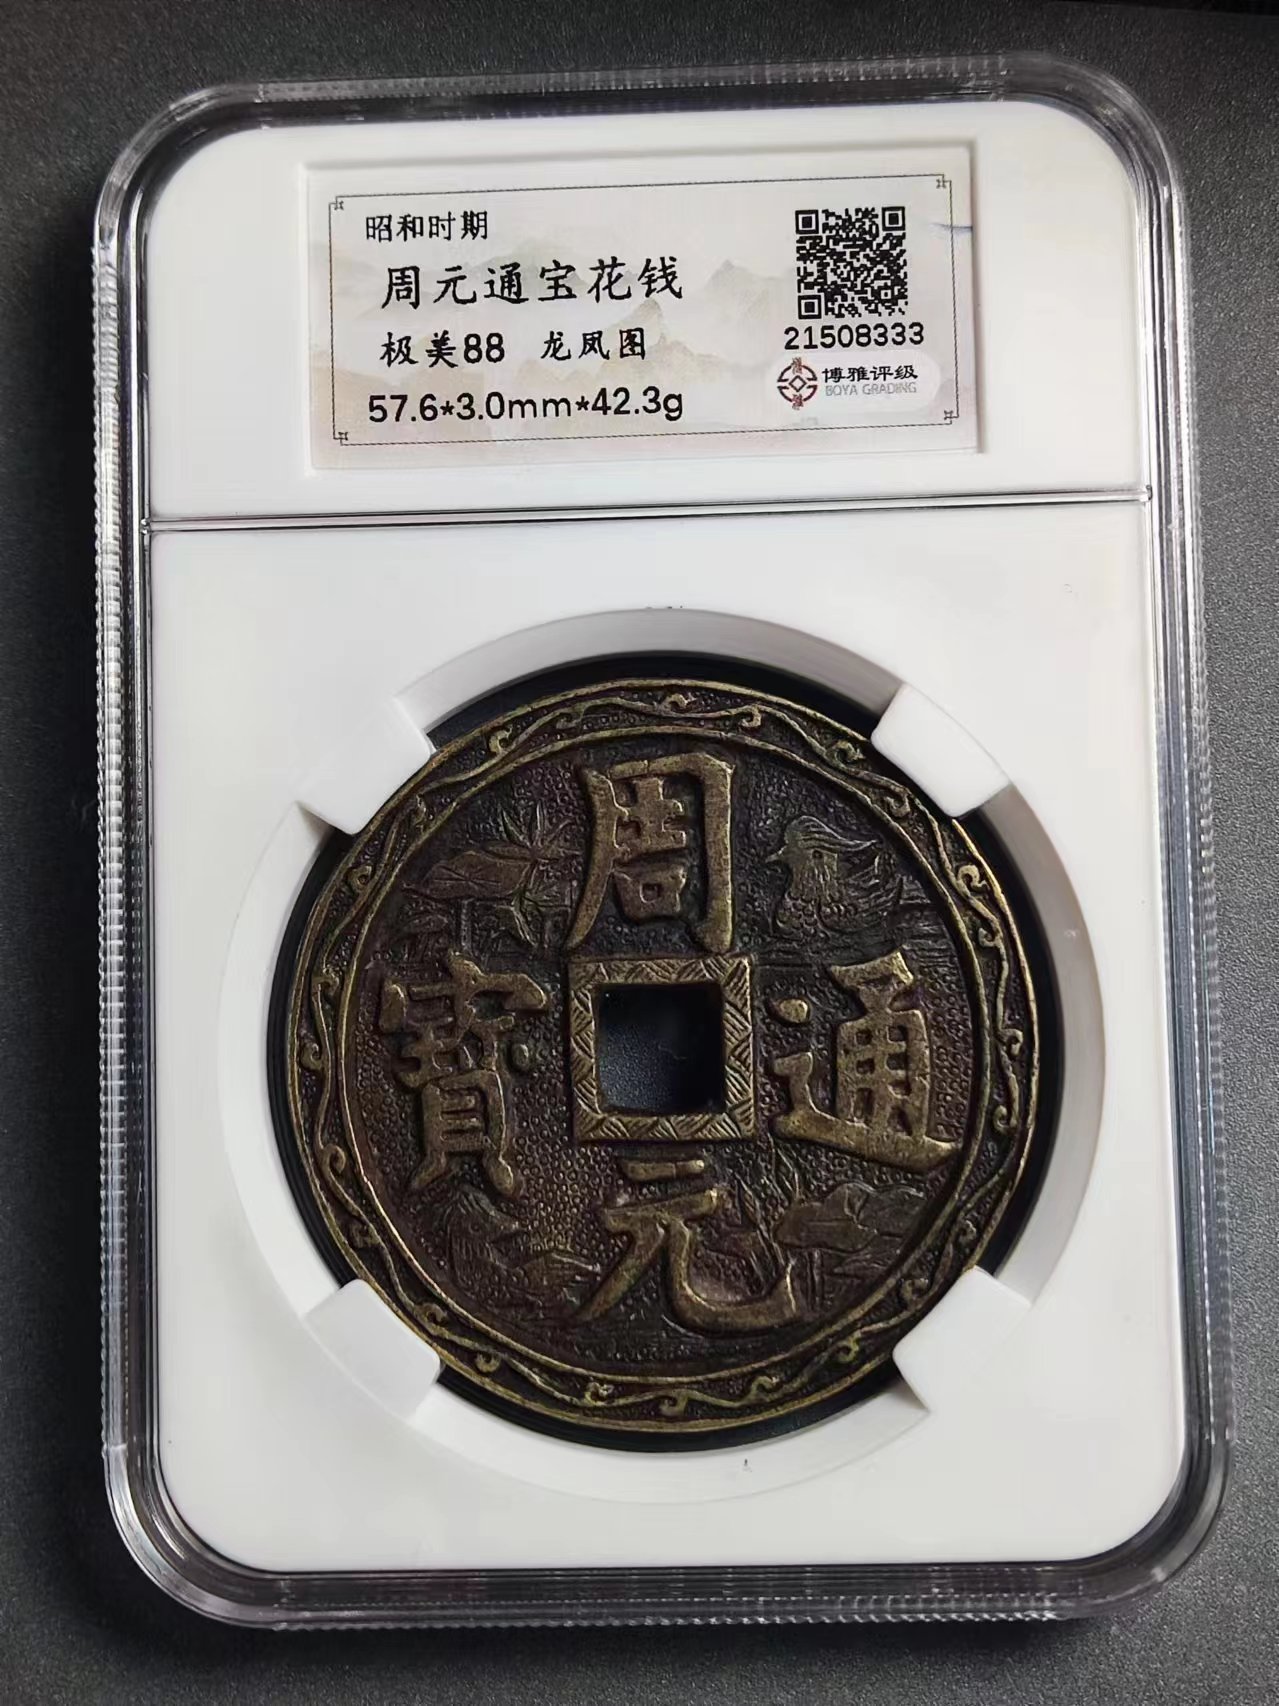 昭和时期
周元通宝花钱
极美88 龙凤图
57.6*3.0mm*42.3g
21508333
博雅评级
BOYA GRADING
周
寶 通
元